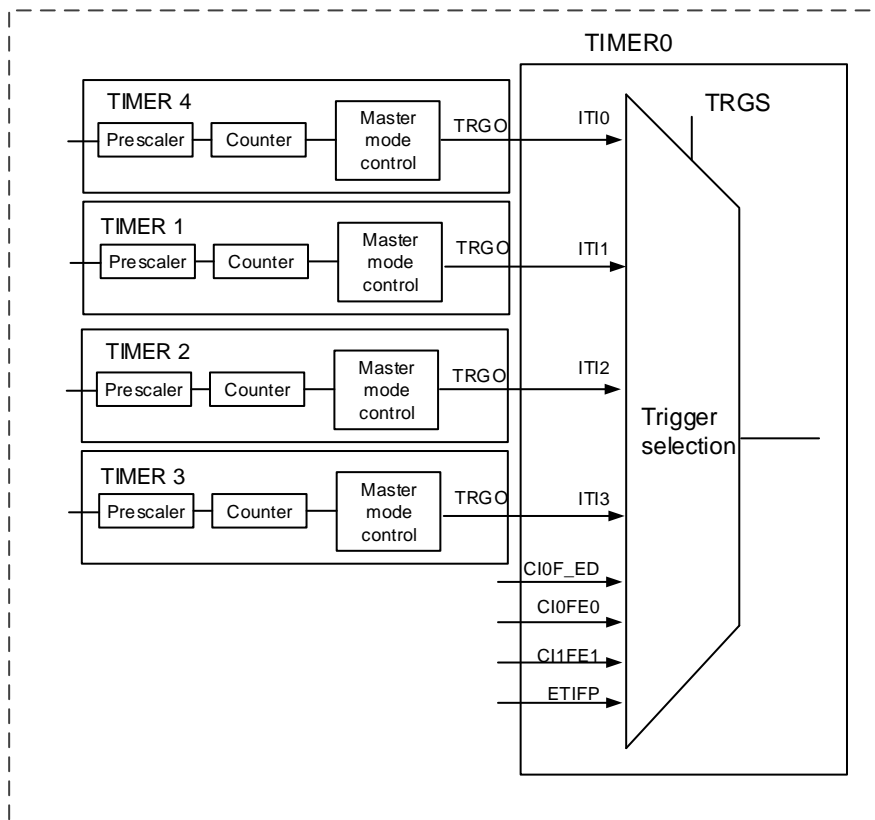 TIMER0
TIMER 4
Prescaler
Counter
Master
mode
control
TRGO
ITI0
TRGS
TIMER 1
Prescaler
Counter
Master
mode
control
TRGO
ITI1
TIMER 2
Prescaler
Counter
Master
mode
control
TRGO
ITI2
Trigger
selection
TIMER 3
Prescaler
Counter
Master
mode
control
TRGO
ITI3
CI0F_ED
CI0FE0
CI1FE1
ETIFP